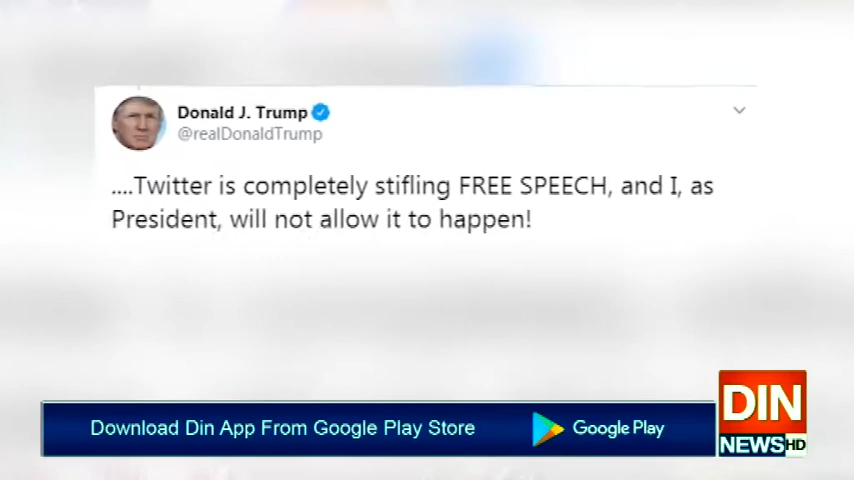 Donald J. Trump
@realDonaldTrump
....Twitter is completely stifling FREE SPEECH, and I, as
President, will not allow it to happen!
Download Din App From Google Play Store
Google Play
DIN
NEWS HD